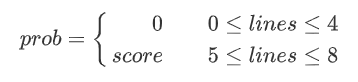 prob = { 0 0 ≤ lines ≤ 4
score 5 ≤ lines ≤ 8